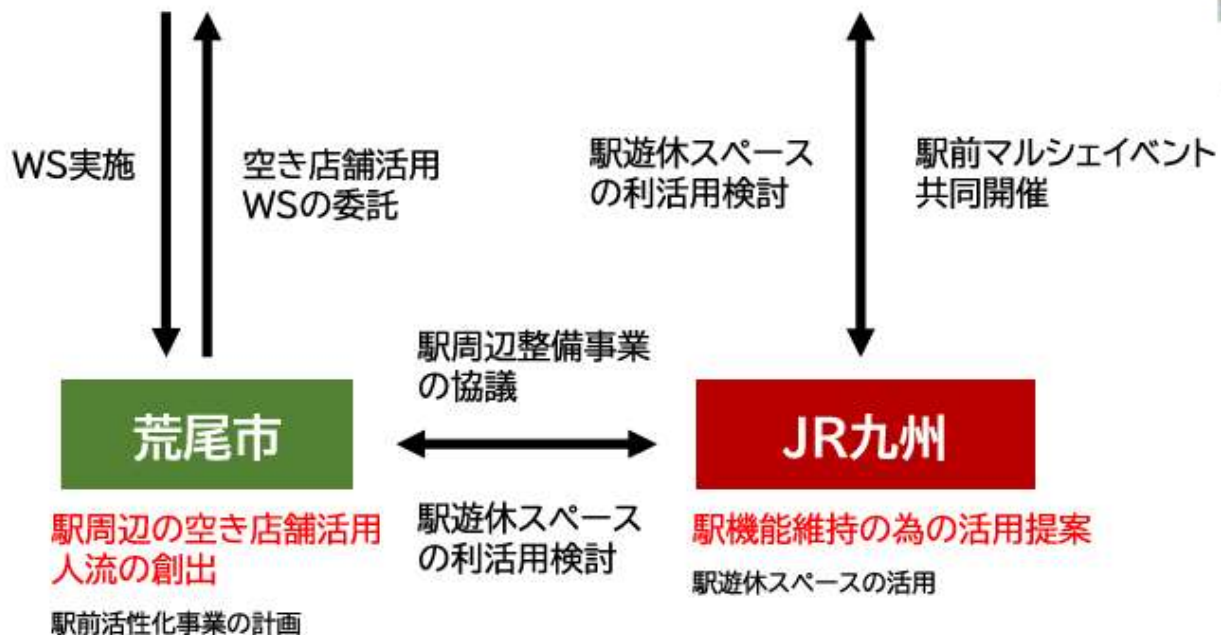 WS実施
空き店舗活用
WSの委託
駅遊休スペース
の利活用検討
駅前マルシェイベント
共同開催
駅周辺整備事業
の協議
荒尾市
JR九州
駅周辺の空き店舗活用
人流の創出
駅前活性化事業の計画
駅遊休スペース
の利活用検討
駅機能維持の為の活用提案
駅遊休スペースの活用